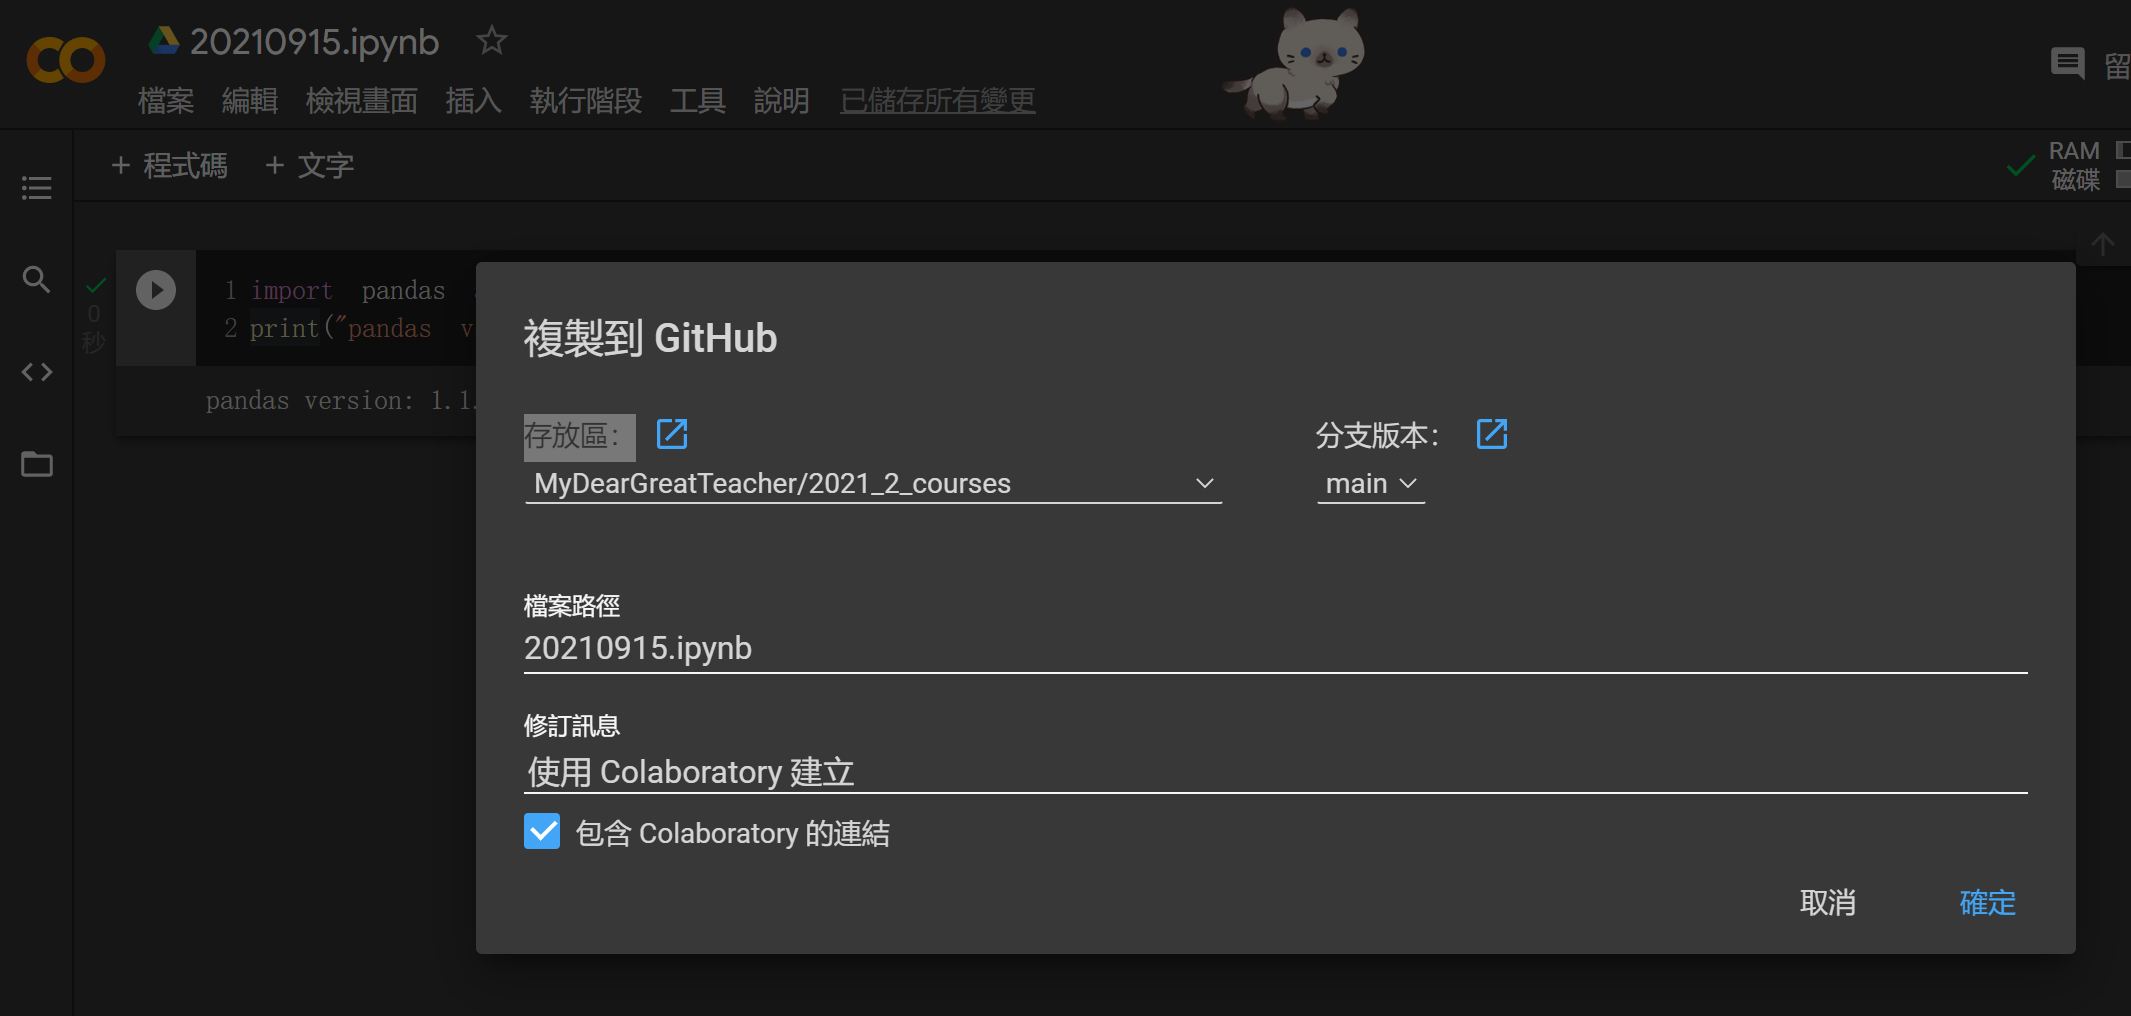 20210915.ipynb
檔案 編輯 檢視畫面 插入 執行階段 工具 說明 已儲存所有變更
+ 程式碼 + 文字
RAM
磁碟
0
秒
1 import pandas
2 print("pandas v
pandas version: 1.1.
複製到 GitHub
存放區: 分支版本:
MyDearGreatTeacher/2021_2_courses main
檔案路徑
20210915.ipynb
修訂訊息
使用 Colaboratory 建立
包含 Colaboratory 的連結
取消 確定